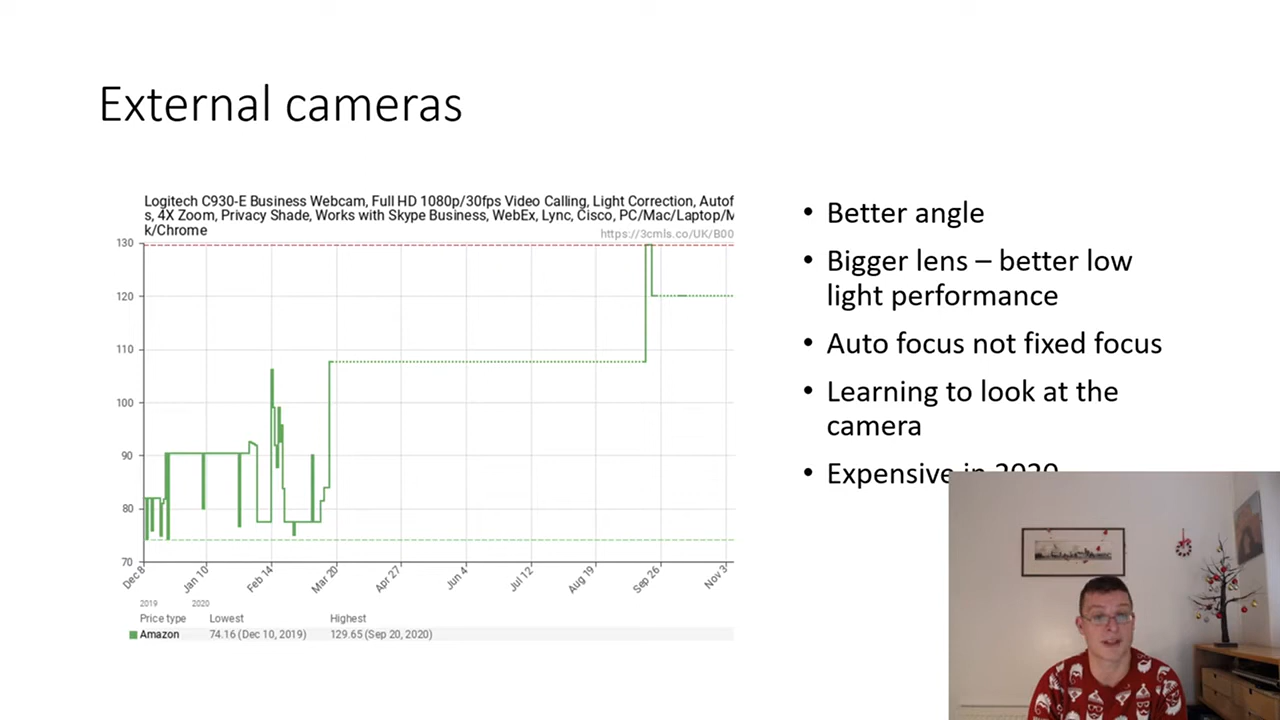 External cameras
Logitech C930-E Business Webcam, Full HD 1080p/30fps Video Calling, Light Correction, Autof
s, 4X Zoom, Privacy Shade, Works with Skype Business, WebEx, Lync, Cisco, PC/Mac/Laptop/M
k/Chrome
https://3cmls.co/UK/B00
130
120
110
100
90
80
70
Dec 8
Jan 10
Feb 14
Mar 20
Apr 27
Jun 4
Jul 12
Aug 19
Sep 26
Nov 3
2019 2020
Price type Lowest Highest
Amazon 74.16 (Dec 10, 2019) 129.65 (Sep 20, 2020)
• Better angle
• Bigger lens – better low
light performance
• Auto focus not fixed focus
• Learning to look at the
camera
• Expensive in 2020